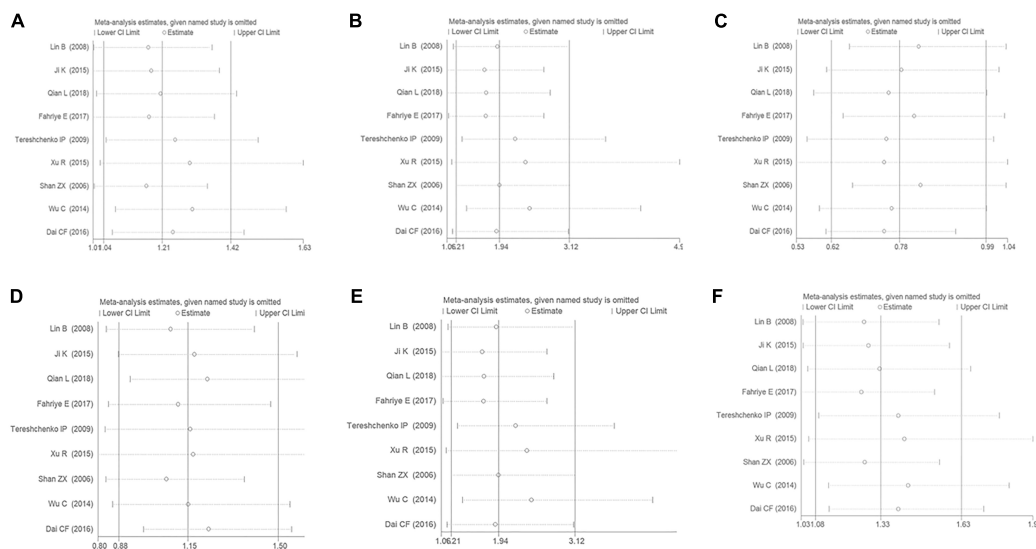 A
Meta-analysis estimates, given named study is omitted
Lower CI Limit Estimate Upper CI Limit
Lin B (2008)
Ji K (2015)
Qian L (2018)
Fahriye E (2017)
Tereshchenko IP (2009)
Xu R (2015)
Shan ZX (2006)
Wu C (2014)
Dai CF (2016)
1.01 1.04 1.21 1.42 1.63
B
Meta-analysis estimates, given named study is omitted
Lower CI Limit Estimate Upper CI Limit
Lin B (2008)
Ji K (2015)
Qian L (2018)
Fahriye E (2017)
Tereshchenko IP (2009)
Xu R (2015)
Shan ZX (2006)
Wu C (2014)
Dai CF (2016)
1.94 3.12
C
Meta-analysis estimates, given named study is omitted
Lower CI Limit Estimate Upper CI Limit
Lin B (2008)
Ji K (2015)
Qian L (2018)
Fahriye E (2017)
Tereshchenko IP (2009)
Xu R (2015)
Shan ZX (2006)
Wu C (2014)
Dai CF (2016)
0.53 0.62 0.78 0.99 1.04
D
Meta-analysis estimates, given named study is omitted
Lower CI Limit Estimate Upper CI Limi
Lin B (2008)
Ji K (2015)
Qian L (2018)
Fahriye E (2017)
Tereshchenko IP (2009)
Xu R (2015)
Shan ZX (2006)
Wu C (2014)
Dai CF (2016)
0.80 0.88 1.15 1.50
E
Meta-analysis estimates, given named study is omitted
Lower CI Limit Estimate Upper CI Limit
Lin B (2008)
Ji K (2015)
Qian L (2018)
Fahriye E (2017)
Tereshchenko IP (2009)
Xu R (2015)
Shan ZX (2006)
Wu C (2014)
Dai CF (2016)
1.94 3.12
F
Meta-analysis estimates, given named study is omitted
Lower CI Limit Estimate Upper CI Limit
Lin B (2008)
Ji K (2015)
Qian L (2018)
Fahriye E (2017)
Tereshchenko IP (2009)
Xu R (2015)
Shan ZX (2006)
Wu C (2014)
Dai CF (2016)
1.03 1.08 1.33 1.63 1.9